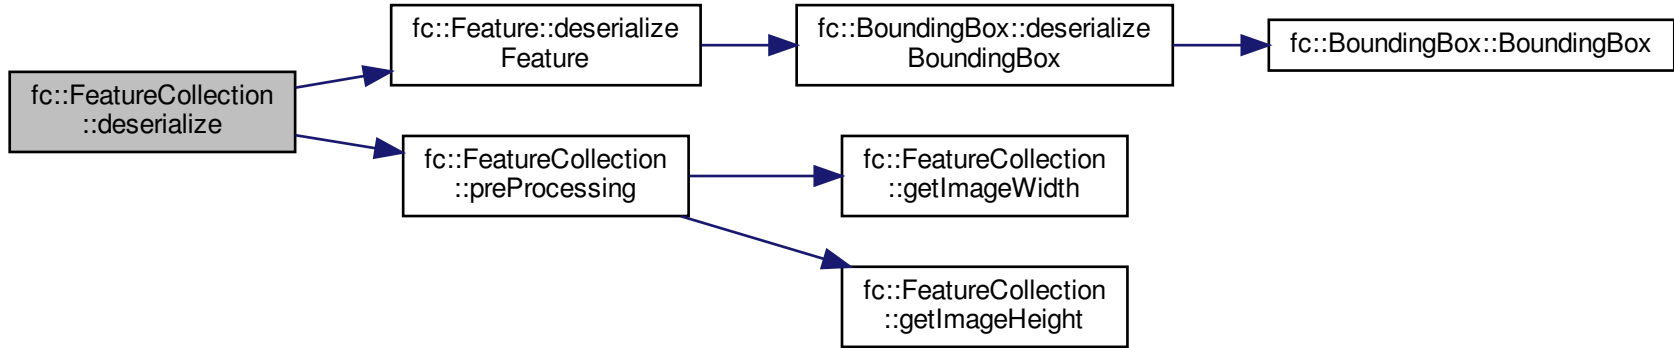 fc::FeatureCollection
::deserialize
fc::Feature::deserialize
Feature
fc::BoundingBox::deserialize
BoundingBox
fc::BoundingBox::BoundingBox
fc::FeatureCollection
::preProcessing
fc::FeatureCollection
::getImageWidth
fc::FeatureCollection
::getImageHeight